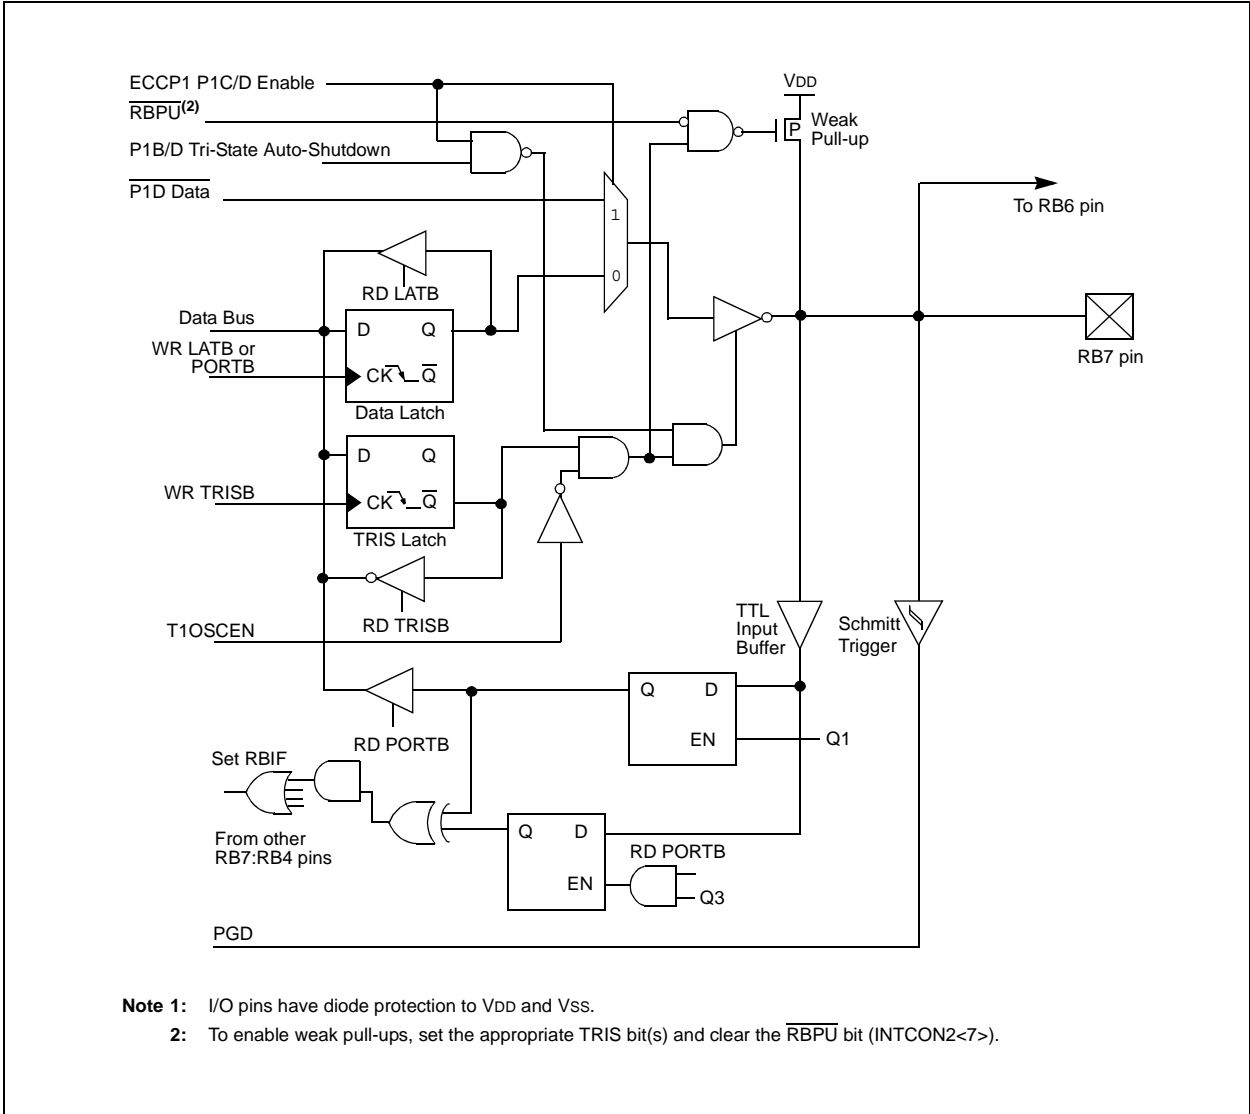 ECCP1 P1C/D Enable
RBPU(2)
P1B/D Tri-State Auto-Shutdown
P1D Data
VDD
P
Weak
Pull-up
To RB6 pin
1
0
RD LATB
Data Bus
WR LATB or
PORTB
D Q
CK Q
Data Latch
RB7 pin
D Q
CK Q
WR TRISB
TRIS Latch
RD TRISB
T1OSCEN
TTL
Input
Buffer
Schmitt
Trigger
Q D
EN
Q1
RD PORTB
Set RBIF
From other
RB7:RB4 pins
Q D
EN
RD PORTB
Q3
PGD
Note 1: I/O pins have diode protection to VDD and VSS.
2: To enable weak pull-ups, set the appropriate TRIS bit(s) and clear the RBPU bit (INTCON2<7>).